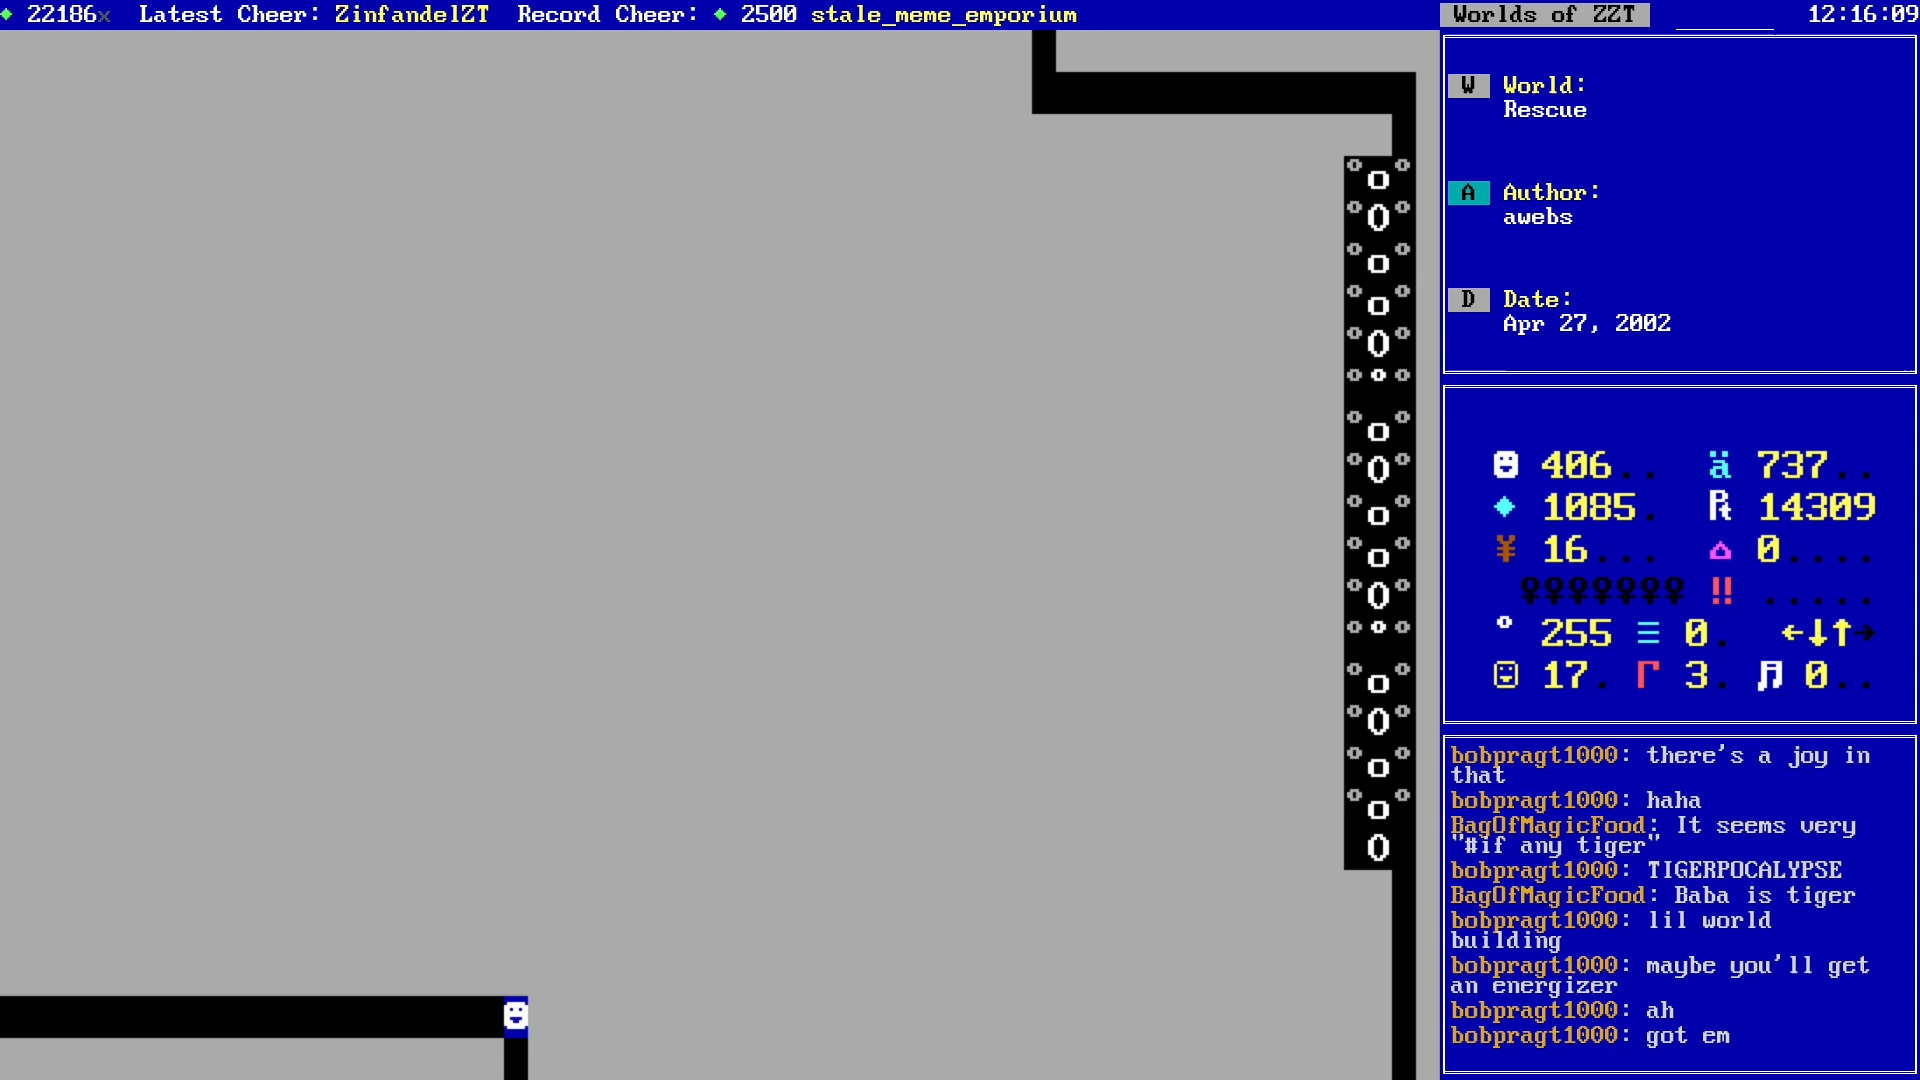 ♦ 22186x Latest Cheer: ZinfandelZT Record Cheer: ♦ 2500 stale_meme_emporium
Worlds of ZZT 12:16:09
W World:
Rescue
A Author:
awebs
D Date:
Apr 27, 2002
406.. ä 737..
♦ 1085. ℞ 14309
¥ 16... 0....
♀♀♀♀♀♀♀ ‼ .....
° 255 ≡ 0. ←↓↑→
17. Γ 3. ♫ 0..
bobpragt1000: there's a joy in
that
bobpragt1000: haha
BagOfMagicFood: It seems very
"#if any tiger"
bobpragt1000: TIGERPOCALYPSE
BagOfMagicFood: Baba is tiger
bobpragt1000: lil world
building
bobpragt1000: maybe you'll get
an energizer
bobpragt1000: ah
bobpragt1000: got em